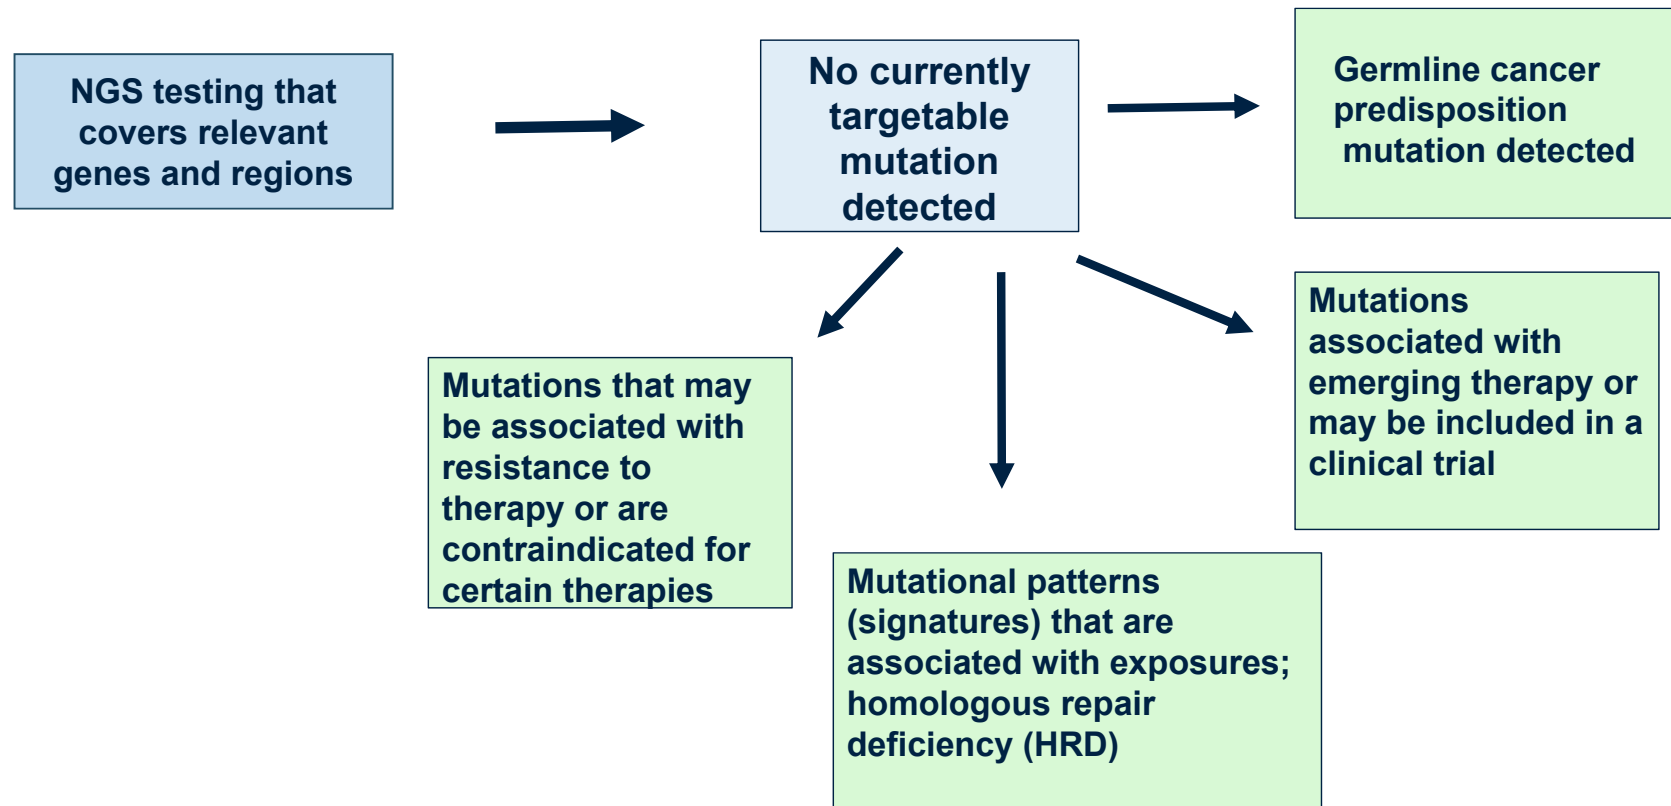 NGS testing that
covers relevant
genes and regions
No currently
targetable
mutation
detected
Germline cancer
predisposition
mutation detected
Mutations that may
be associated with
resistance to
therapy or are
contraindicated for
certain therapies
Mutational patterns
(signatures) that are
associated with exposures;
homologous repair
deficiency (HRD)
Mutations
associated with
emerging therapy or
may be included in a
clinical trial